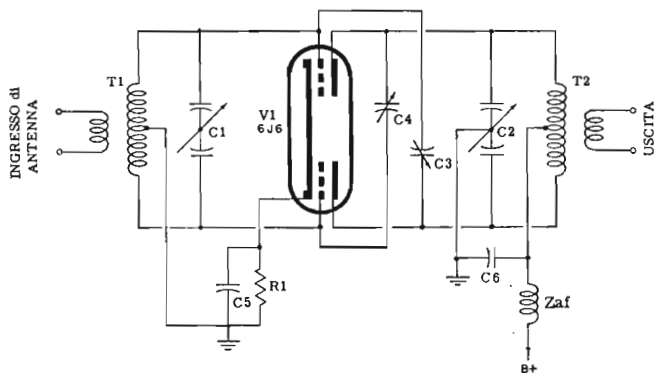 INGRESSO di
ANTENNA
T1
C1
V1
6J6
C4
C3
C2
T2
USCITA
C5
R1
C6
Zaf
B+